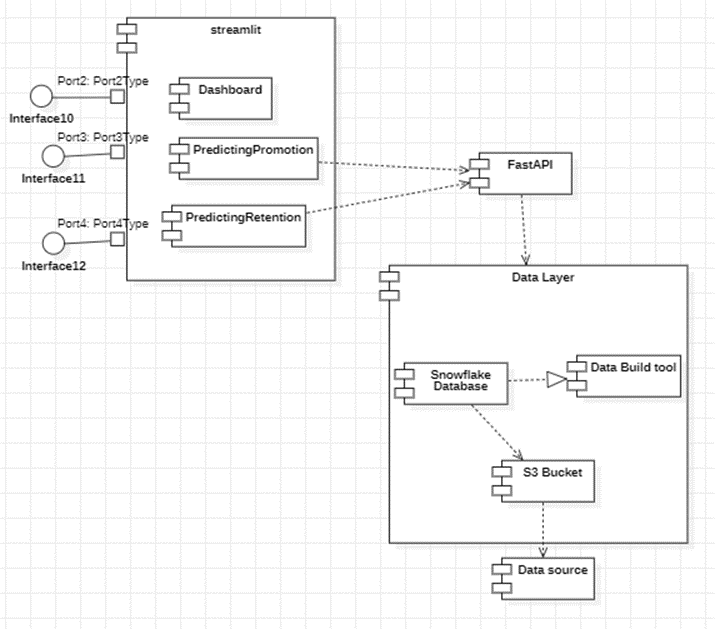 streamlit
Port2: Port2Type
Dashboard
Interface10
Port3: Port3Type
PredictingPromotion
FastAPI
Interface11
Port4: Port4Type
PredictingRetention
Interface12
Data Layer
Snowflake
Database
Data Build tool
S3 Bucket
Data source